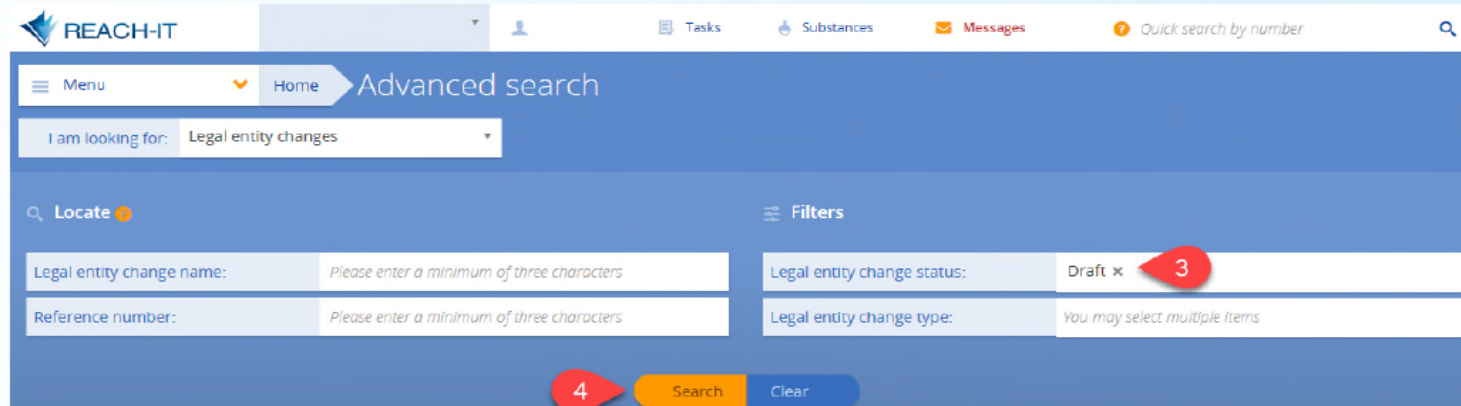 REACH-IT Tasks Substances Messages ? Quick search by number
Menu Home Advanced search
I am looking for: Legal entity changes
Locate ? Filters
Legal entity change name: Please enter a minimum of three characters Legal entity change status: Draft × 3
Reference number: Please enter a minimum of three characters Legal entity change type: You may select multiple items
4 Search Clear